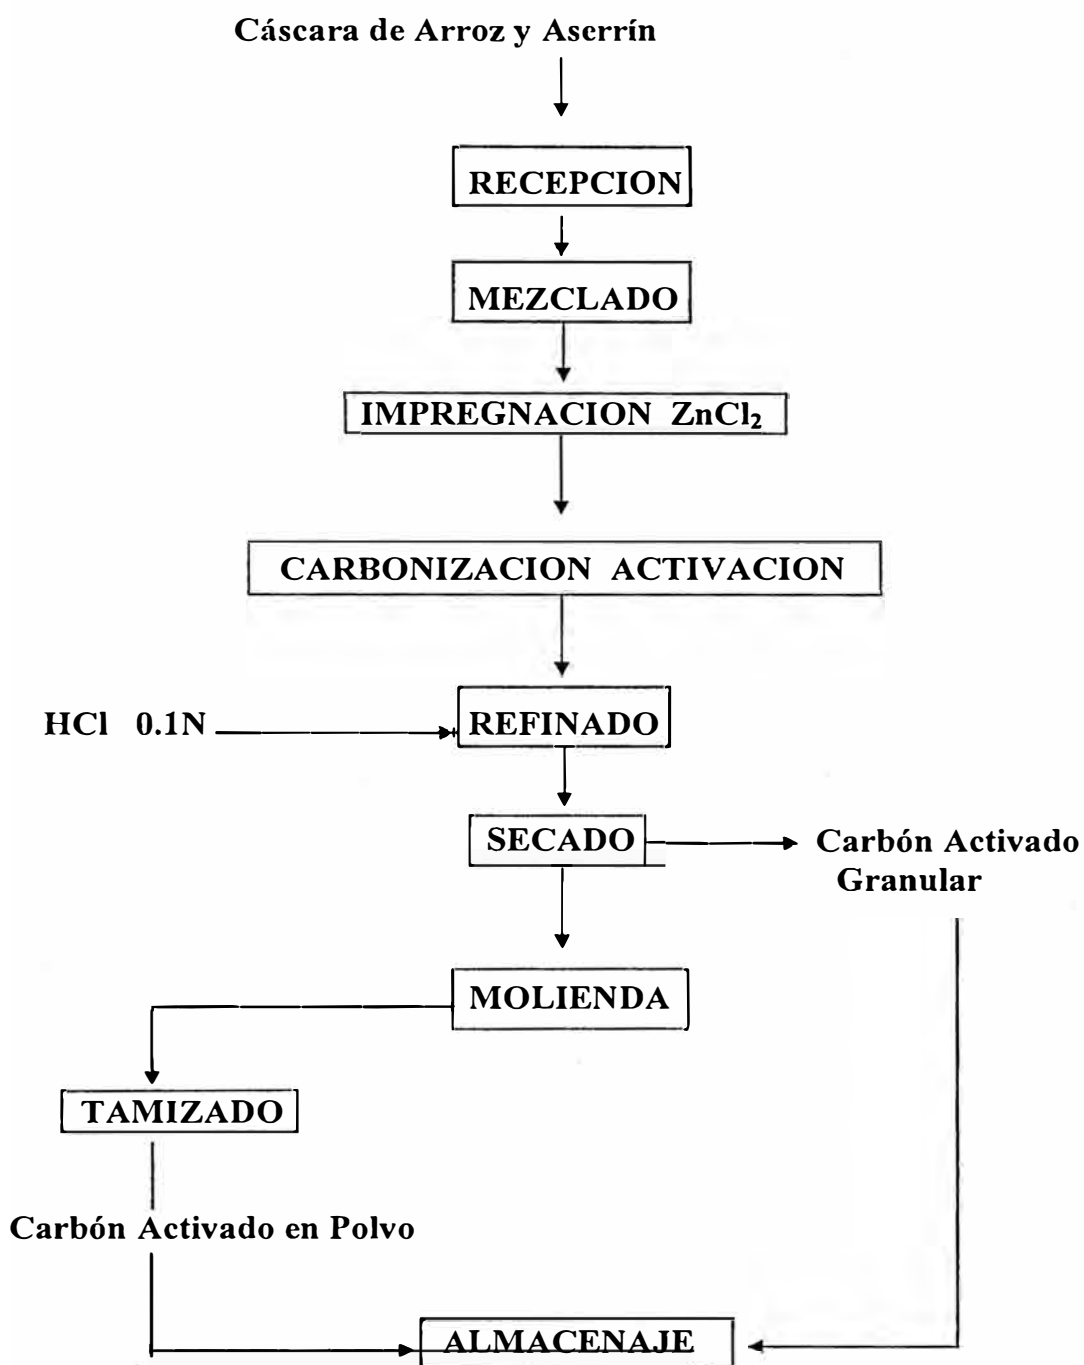 Cáscara de Arroz y Aserrín
RECEPCION
MEZCLADO
IMPREGNACION ZnCl₂
CARBONIZACION ACTIVACION
HCl 0.1N
REFINADO
SECADO
Carbón Activado
Granular
MOLIENDA
TAMIZADO
Carbón Activado en Polvo
ALMACENAJE